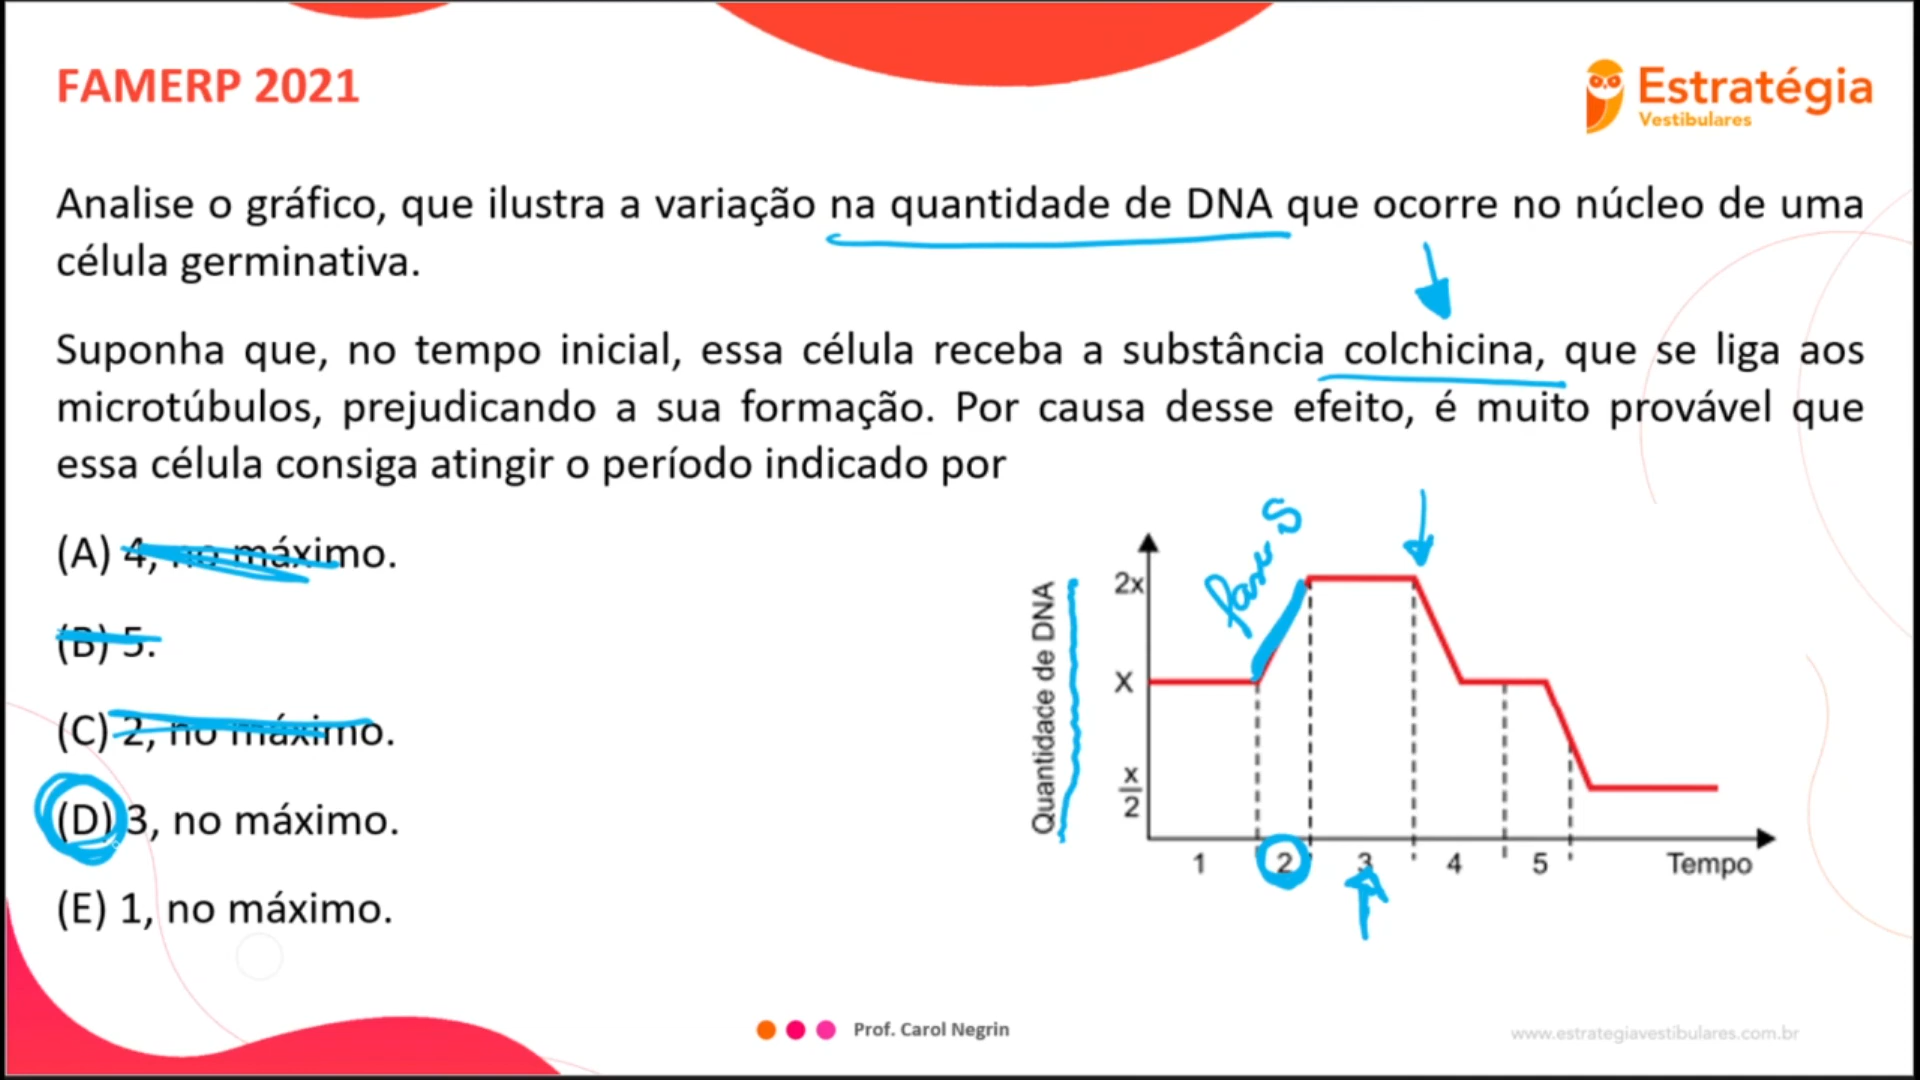 FAMERP 2021
Estratégia
Vestibulares
Analise o gráfico, que ilustra a variação na quantidade de DNA que ocorre no núcleo de uma
célula germinativa.
Suponha que, no tempo inicial, essa célula receba a substância colchicina, que se liga aos
microtúbulos, prejudicando a sua formação. Por causa desse efeito, é muito provável que
essa célula consiga atingir o período indicado por
(A) 4, no máximo.
(B) 5.
(C) 2, no máximo.
(D) 3, no máximo.
(E) 1, no máximo.
Quantidade de DNA
2x
X
x
2
S
1 2 3 4 5 Tempo
Prof. Carol Negrin
www.estrategiavestibulares.com.br